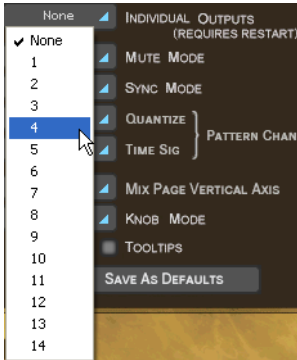 None
INDIVIDUAL OUTPUTS
(REQUIRES RESTART)
None
1
2
3
4
5
6
7
8
9
10
11
12
13
14
MUTE MODE
SYNC MODE
QUANTIZE
TIME SIG
PATTERN CHAN
MIX PAGE VERTICAL AXIS
KNOB MODE
TOOLTIPS
SAVE AS DEFAULTS